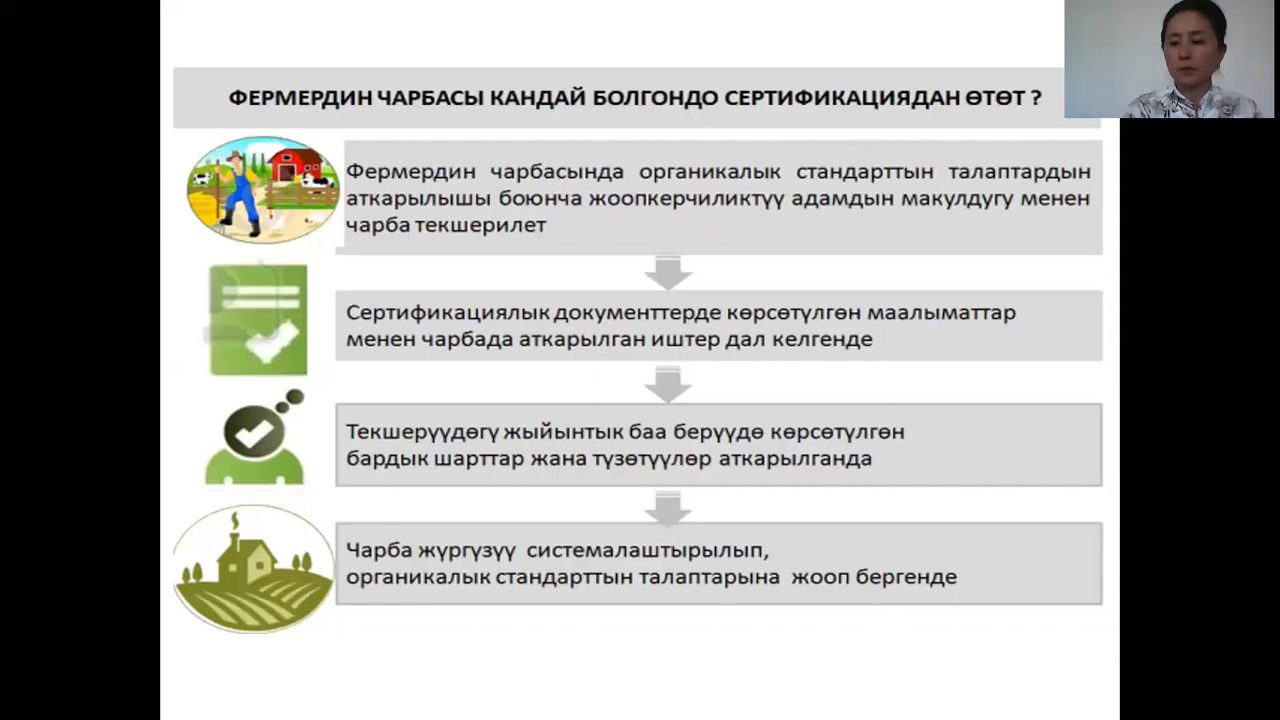 ФЕРМЕРДИН ЧАРБАСЫ КАНДАЙ БОЛГОНДО СЕРТИФИКАЦИЯДАН ӨТӨТ ?
Фермердин чарбасында органикалык стандарттын талаптардын
аткарылышы боюнча жоопкерчиликтүү адамдын макулдугу менен
чарба текшерилет
Сертификациялык документтерде көрсөтүлгөн маалыматтар
менен чарбада аткарылган иштер дал келгенде
Текшерүүдөгү жыйынтык баа берүүдө көрсөтүлгөн
бардык шарттар жана түзөтүүлөр аткарылганда
Чарба жүргүзүү системалаштырылып,
органикалык стандарттын талаптарына жооп бергенде